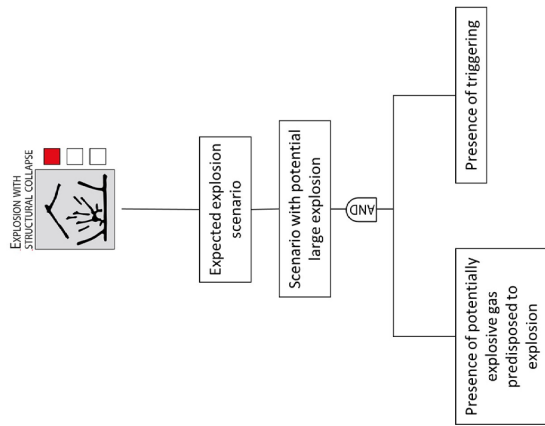 EXPLOSION WITH
STRUCTURAL COLLAPSE
Expected explosion
scenario
Scenario with potential
large explosion
AND
Presence of potentially
explosive gas
predisposed to
explosion
Presence of triggering